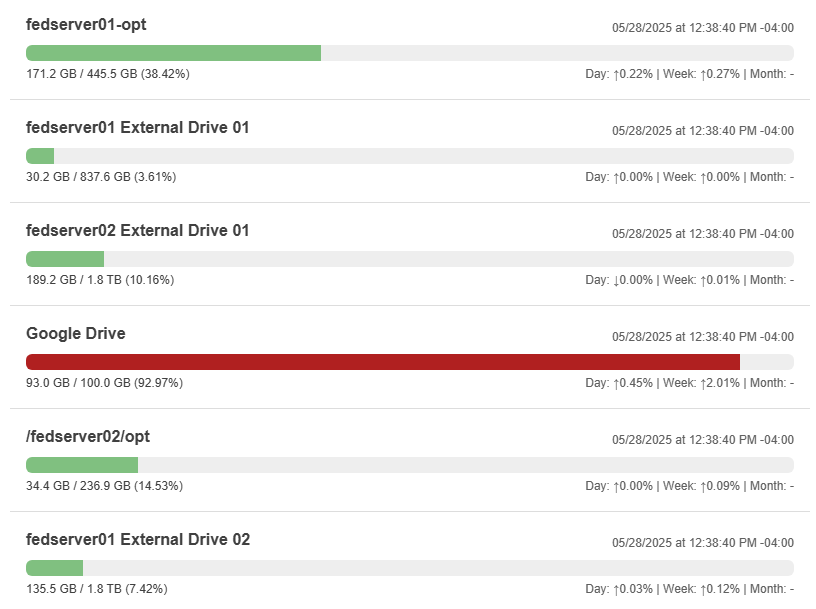 fedserver01-opt
05/28/2025 at 12:38:40 PM -04:00
171.2 GB / 445.5 GB (38.42%)
Day: ↑0.22% | Week: ↑0.27% | Month: -
fedserver01 External Drive 01
05/28/2025 at 12:38:40 PM -04:00
30.2 GB / 837.6 GB (3.61%)
Day: ↑0.00% | Week: ↑0.00% | Month: -
fedserver02 External Drive 01
05/28/2025 at 12:38:40 PM -04:00
189.2 GB / 1.8 TB (10.16%)
Day: ↓0.00% | Week: ↑0.01% | Month: -
Google Drive
05/28/2025 at 12:38:40 PM -04:00
93.0 GB / 100.0 GB (92.97%)
Day: ↑0.45% | Week: ↑2.01% | Month: -
/fedserver02/opt
05/28/2025 at 12:38:40 PM -04:00
34.4 GB / 236.9 GB (14.53%)
Day: ↑0.00% | Week: ↑0.09% | Month: -
fedserver01 External Drive 02
05/28/2025 at 12:38:40 PM -04:00
135.5 GB / 1.8 TB (7.42%)
Day: ↑0.03% | Week: ↑0.12% | Month: -